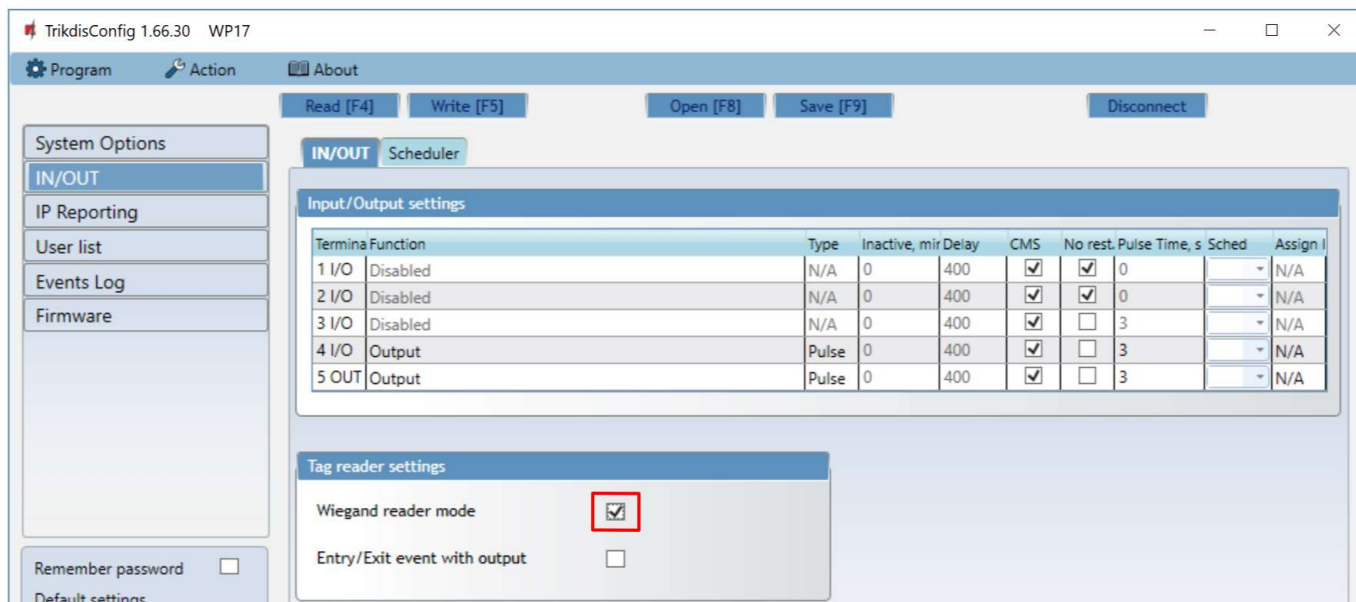 TrikdisConfig 1.66.30 WP17
Program Action About
Read [F4] Write [F5] Open [F8] Save [F9] Disconnect
System Options
IN/OUT
IP Reporting
User list
Events Log
Firmware
Remember password
Default settings
IN/OUT Scheduler
Input/Output settings
Termina Function Type Inactive, mir Delay CMS No rest. Pulse Time, s Sched Assign I
1 I/O Disabled N/A 0 400 0 N/A
2 I/O Disabled N/A 0 400 0 N/A
3 I/O Disabled N/A 0 400 3 N/A
4 I/O Output Pulse 0 400 3 N/A
5 OUT Output Pulse 0 400 3 N/A
Tag reader settings
Wiegand reader mode
Entry/Exit event with output